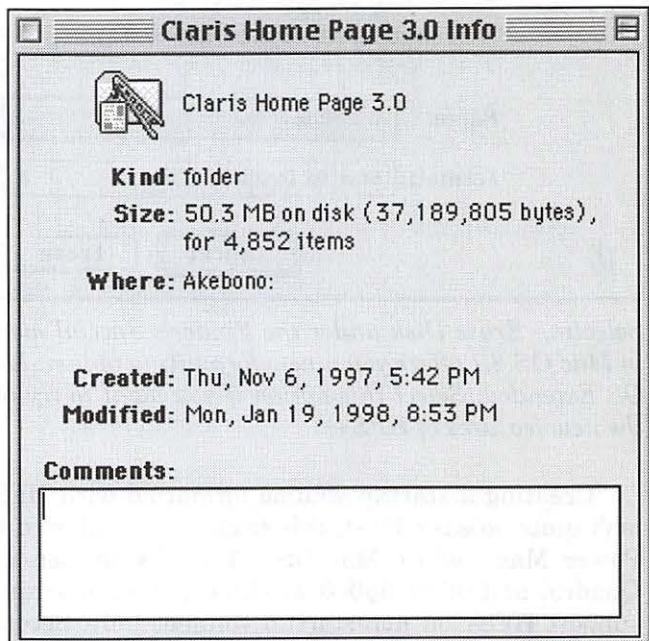 Claris Home Page 3.0 Info
Claris Home Page 3.0
Kind: folder
Size: 50.3 MB on disk (37,189,805 bytes),
for 4,852 items
Where: Akebono:
Created: Thu, Nov 6, 1997, 5:42 PM
Modified: Mon, Jan 19, 1998, 8:53 PM
Comments: